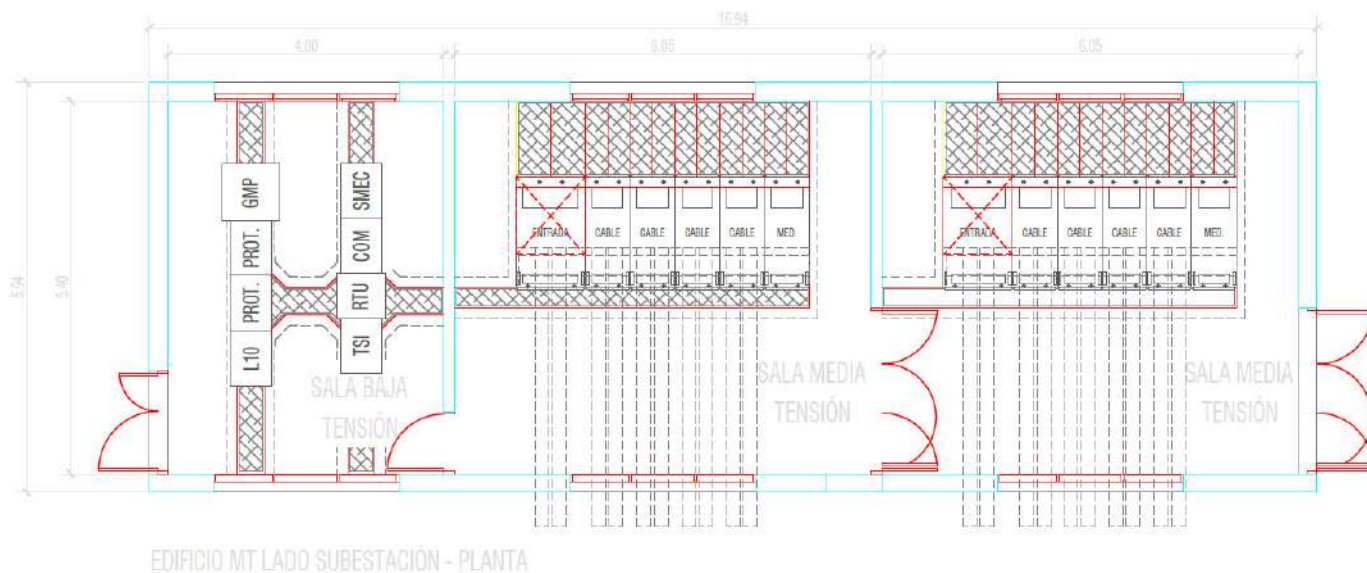 16.94
4.00
6.05
6.05
5.94
5.40
GMP
PROT.
PROT.
L10
SMEC
COM
RTU
TSI
ENTRADA
CABLE
CABLE
CABLE
CABLE
MED.
ENTRADA
CABLE
CABLE
CABLE
CABLE
MED.
SALA BAJA
TENSIÓN
SALA MEDIA
TENSIÓN
SALA MEDIA
TENSIÓN
EDIFICIO MT LADO SUBESTACIÓN - PLANTA